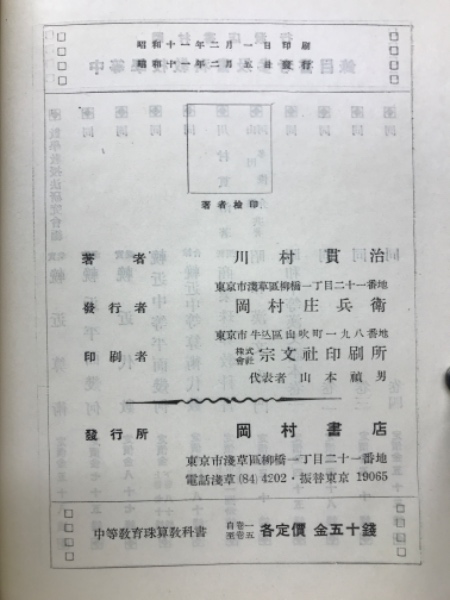 昭和十一年二月一日印刷
昭和十一年二月五日發行
著者檢印
著者 川村貫治
東京市淺草區柳橋一丁目二十一番地
發行者 岡村庄兵衛
東京市牛込區山吹町一九八番地
印刷者 株式會社 宗文社印刷所
代表者 山本禎男
發行所 岡村書店
東京市淺草區柳橋一丁目二十一番地
電話淺草(84)4202・振替東京 19065
中等教育珠算教科書 自卷一至卷五 各定價 金五十錢